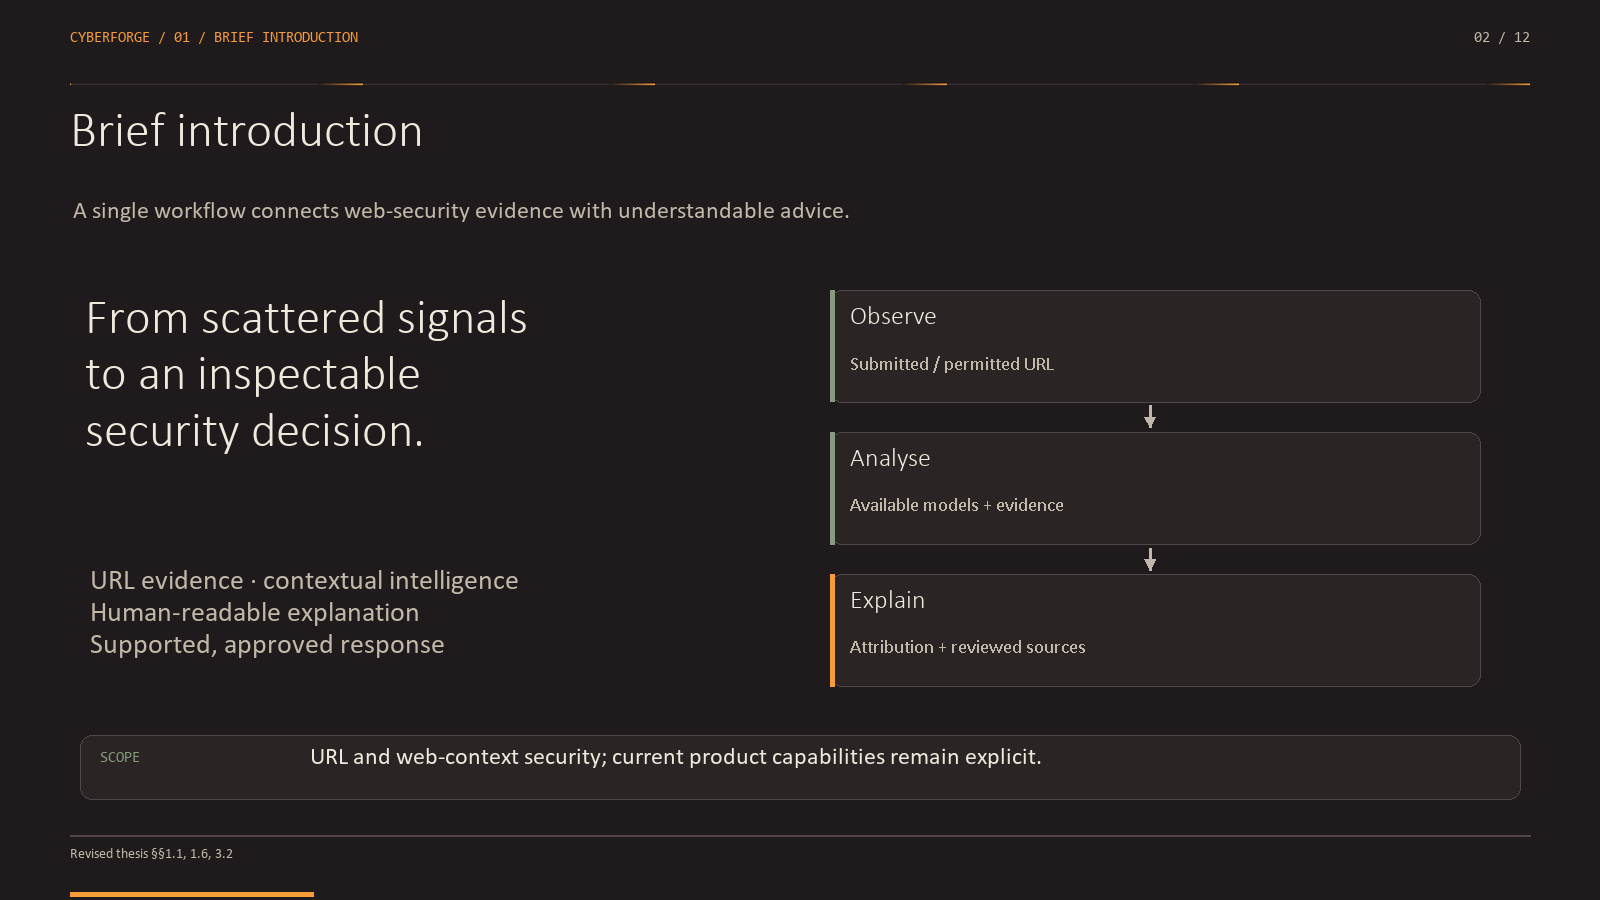 CYBERFORGE / 01 / BRIEF INTRODUCTION
02 / 12
Brief introduction
A single workflow connects web-security evidence with understandable advice.
From scattered signals
to an inspectable
security decision.
URL evidence · contextual intelligence
Human-readable explanation
Supported, approved response
Observe
Submitted / permitted URL
Analyse
Available models + evidence
Explain
Attribution + reviewed sources
SCOPE
URL and web-context security; current product capabilities remain explicit.
Revised thesis §§1.1, 1.6, 3.2